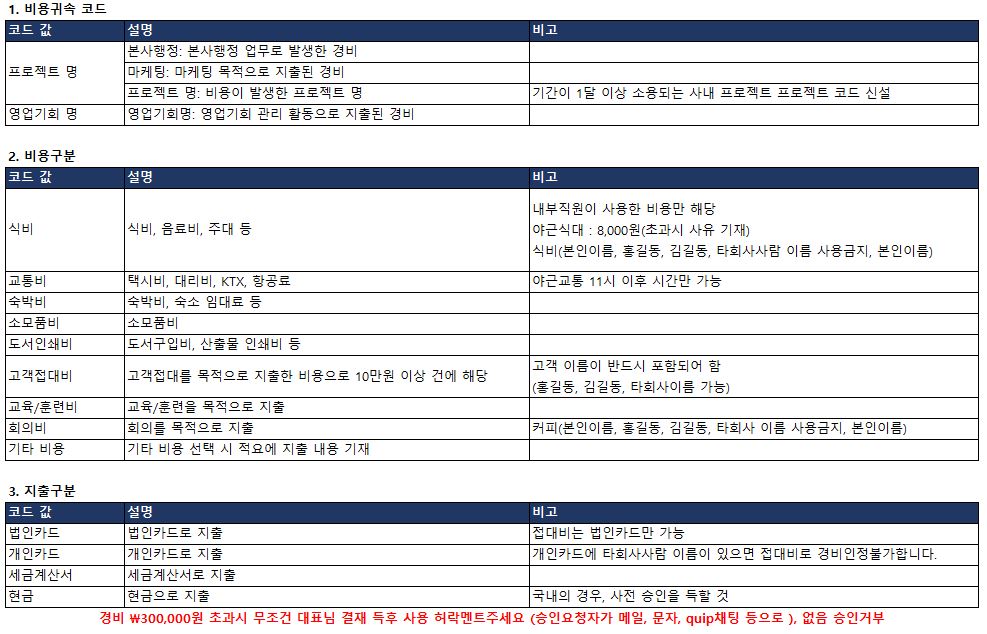 1. 비용귀속 코드
코드 값 설명 비고
프로젝트 명 본사행정: 본사행정 업무로 발생한 경비
마케팅: 마케팅 목적으로 지출된 경비
프로젝트 명: 비용이 발생한 프로젝트 명 기간이 1달 이상 소용되는 사내 프로젝트 프로젝트 코드 신설
영업기회 명 영업기회명: 영업기회 관리 활동으로 지출된 경비
2. 비용구분
코드 값 설명 비고
식비 식비, 음료비, 주대 등
내부직원이 사용한 비용만 해당
야근식대 : 8,000원(초과시 사유 기재)
식비(본인이름, 홍길동, 김길동, 타회사사람 이름 사용금지, 본인이름)
교통비 택시비, 대리비, KTX, 항공료 야근교통 11시 이후 시간만 가능
숙박비 숙박비, 숙소 임대료 등
소모품비 소모품비
도서인쇄비 도서구입비, 산출물 인쇄비 등
고객접대비 고객접대를 목적으로 지출한 비용으로 10만원 이상 건에 해당
고객 이름이 반드시 포함되어 함
(홍길동, 김길동, 타회사이름 가능)
교육/훈련비 교육/훈련을 목적으로 지출
회의비 회의를 목적으로 지출 커피(본인이름, 홍길동, 김길동, 타회사 이름 사용금지, 본인이름)
기타 비용 기타 비용 선택 시 적요에 지출 내용 기재
3. 지출구분
코드 값 설명 비고
법인카드 법인카드로 지출 접대비는 법인카드만 가능
개인카드 개인카드로 지출 개인카드에 타회사사람 이름이 있으면 접대비로 경비인정불가합니다.
세금계산서 세금계산서로 지출
현금 현금으로 지출 국내의 경우, 사전 승인을 득할 것
경비 ₩300,000원 초과시 무조건 대표님 결재 득후 사용 허락멘트주세요 (승인요청자가 메일, 문자, quip채팅 등으로 ), 없음 승인거부